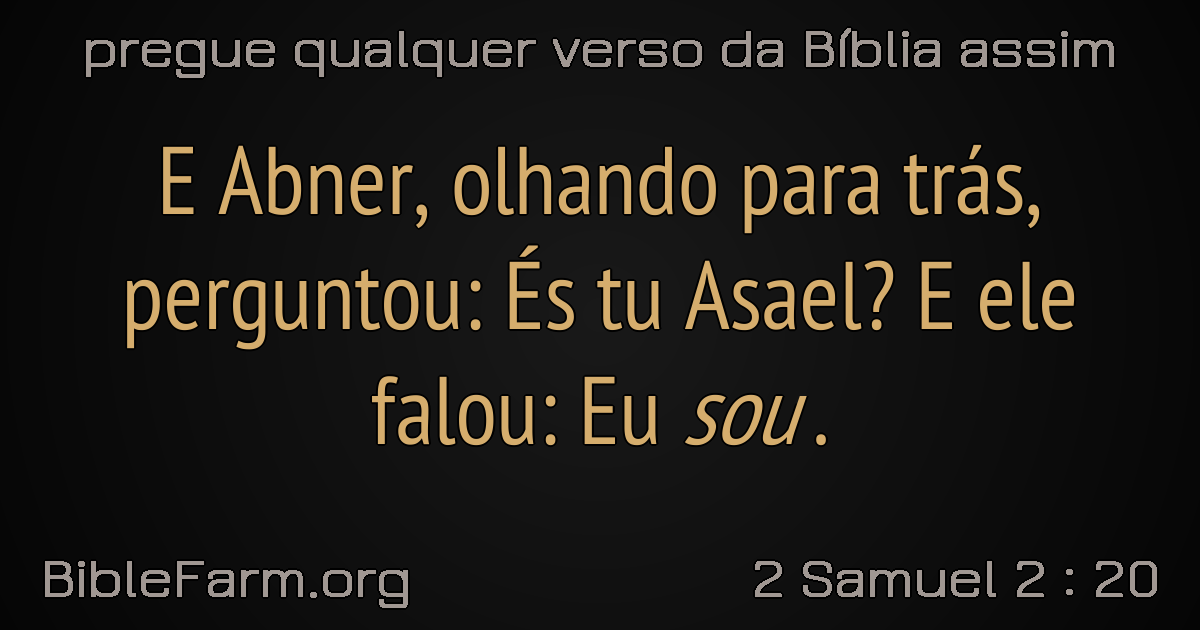 pregue qualquer verso da Bíblia assim
E Abner, olhando para trás,
perguntou: És tu Asael? E ele
falou: Eu sou .
BibleFarm.org
2 Samuel 2 : 20